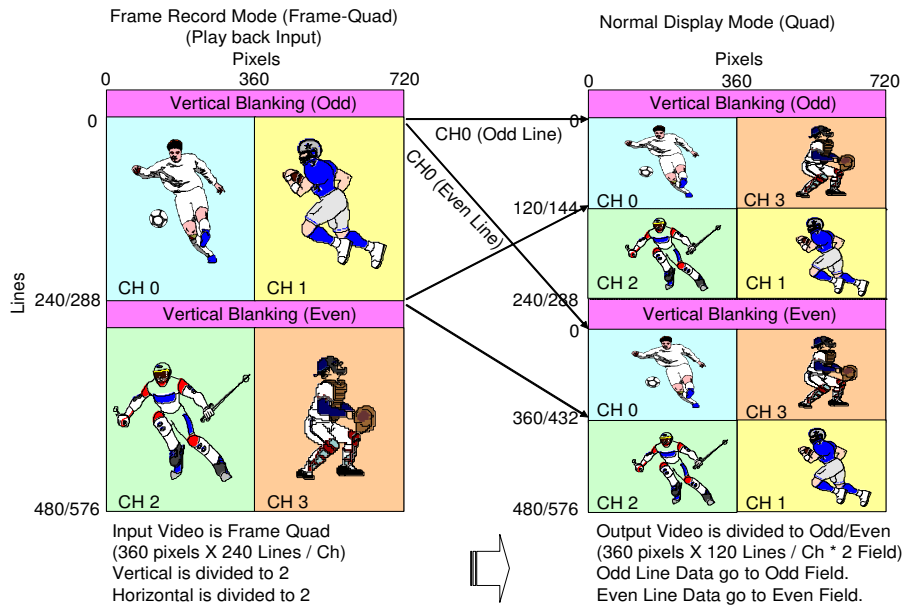 Frame Record Mode (Frame-Quad)
(Play back Input)
Pixels
0 360 720
Vertical Blanking (Odd)
0
CH 0
CH 1
Lines
240/288
Vertical Blanking (Even)
CH 2
CH 3
480/576
Input Video is Frame Quad
(360 pixels X 240 Lines / Ch)
Vertical is divided to 2
Horizontal is divided to 2
CH0 (Odd Line)
CH0 (Even Line)
Normal Display Mode (Quad)
Pixels
0 360 720
Vertical Blanking (Odd)
0
CH 0
CH 3
120/144
CH 2
CH 1
240/288
Vertical Blanking (Even)
0
CH 0
CH 3
360/432
CH 2
CH 1
480/576
Output Video is divided to Odd/Even
(360 pixels X 120 Lines / Ch * 2 Field)
Odd Line Data go to Odd Field.
Even Line Data go to Even Field.